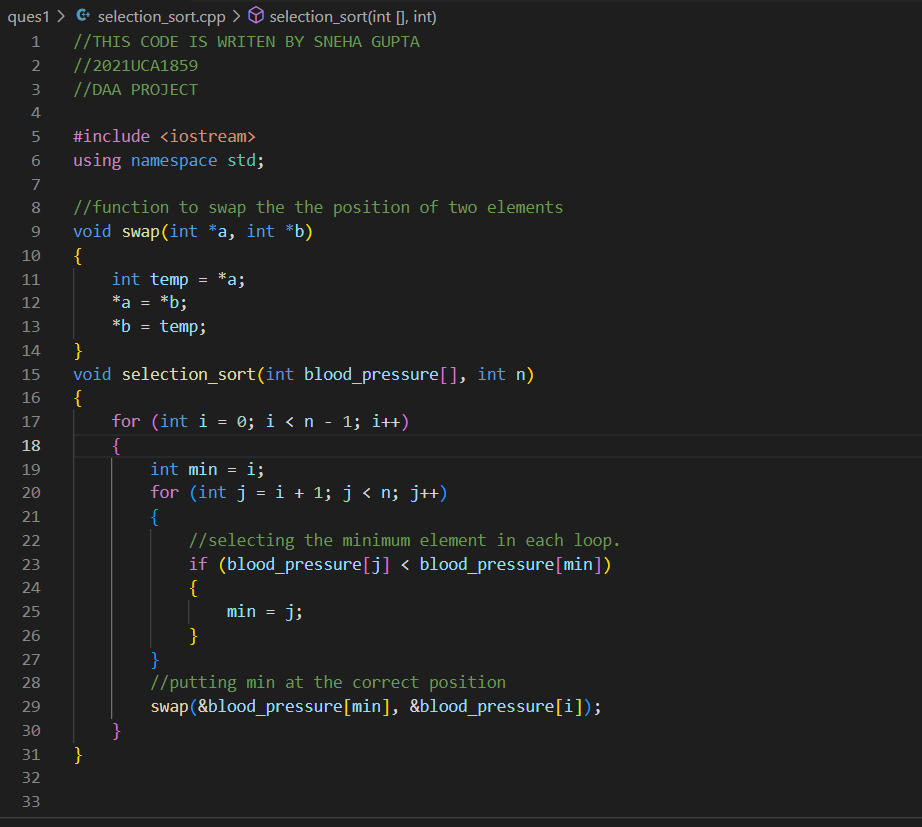 ques1 > selection_sort.cpp > selection_sort(int [], int)
1 //THIS CODE IS WRITEN BY SNEHA GUPTA
2 //2021UCA1859
3 //DAA PROJECT
4
5 #include <iostream>
6 using namespace std;
7
8 //function to swap the the position of two elements
9 void swap(int *a, int *b)
10 {
11     int temp = *a;
12     *a = *b;
13     *b = temp;
14 }
15 void selection_sort(int blood_pressure[], int n)
16 {
17     for (int i = 0; i < n - 1; i++)
18     {
19         int min = i;
20         for (int j = i + 1; j < n; j++)
21         {
22             //selecting the minimum element in each loop.
23             if (blood_pressure[j] < blood_pressure[min])
24             {
25                 min = j;
26             }
27         }
28         //putting min at the correct position
29         swap(&blood_pressure[min], &blood_pressure[i]);
30     }
31 }
32
33